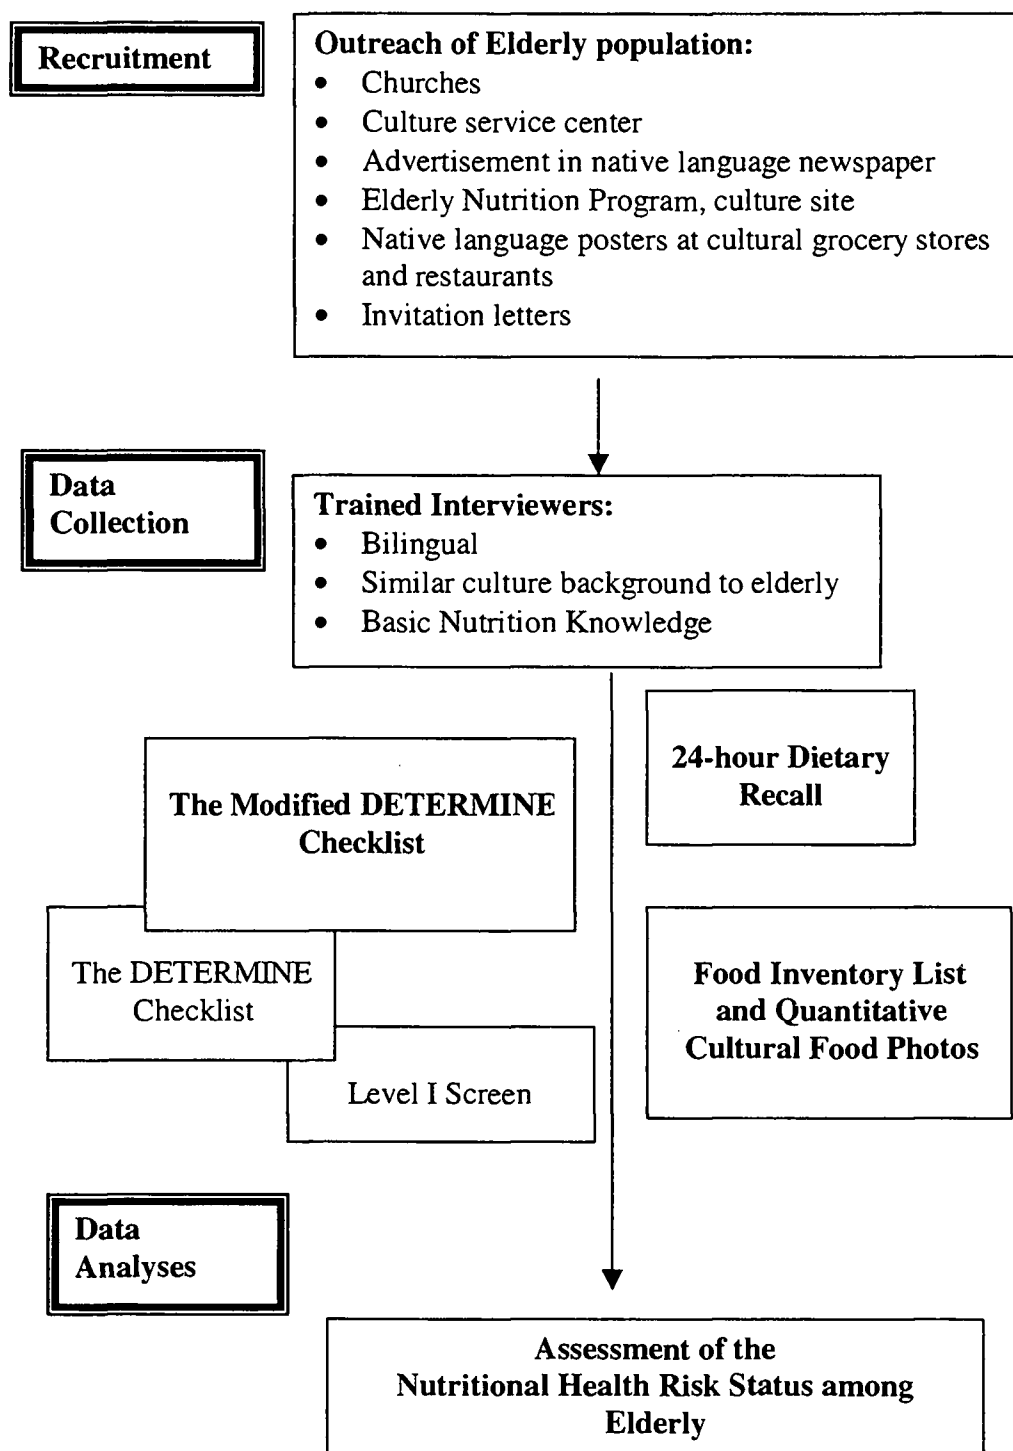 Recruitment
Outreach of Elderly population:
• Churches
• Culture service center
• Advertisement in native language newspaper
• Elderly Nutrition Program, culture site
• Native language posters at cultural grocery stores
and restaurants
• Invitation letters
Data
Collection
Trained Interviewers:
• Bilingual
• Similar culture background to elderly
• Basic Nutrition Knowledge
24-hour Dietary
Recall
The Modified DETERMINE
Checklist
The DETERMINE
Checklist
Food Inventory List
and Quantitative
Cultural Food Photos
Level I Screen
Data
Analyses
Assessment of the
Nutritional Health Risk Status among
Elderly